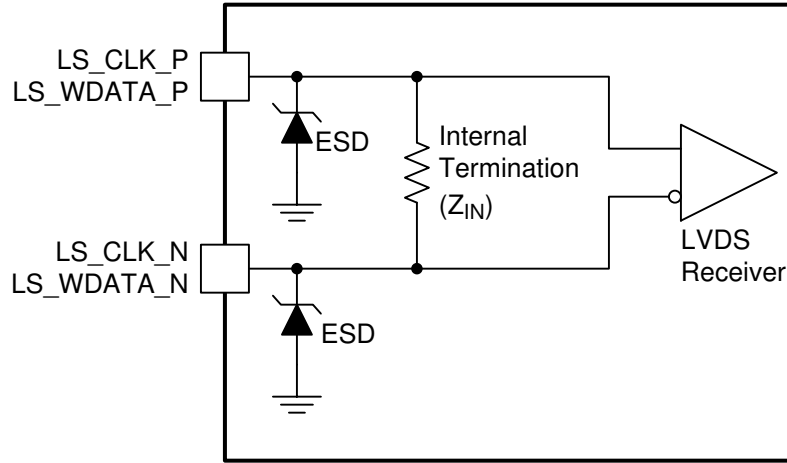 LS_CLK_P
LS_WDATA_P
ESD
Internal
Termination
(Z_IN)
LVDS
Receiver
LS_CLK_N
LS_WDATA_N
ESD